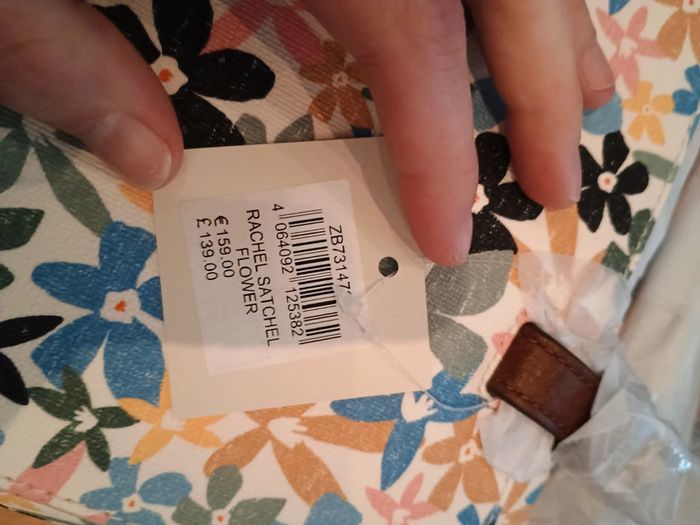 ZB73147
4 064092 125382
RACHEL SATCHEL
FLOWER
€ 159.00
£ 139.00